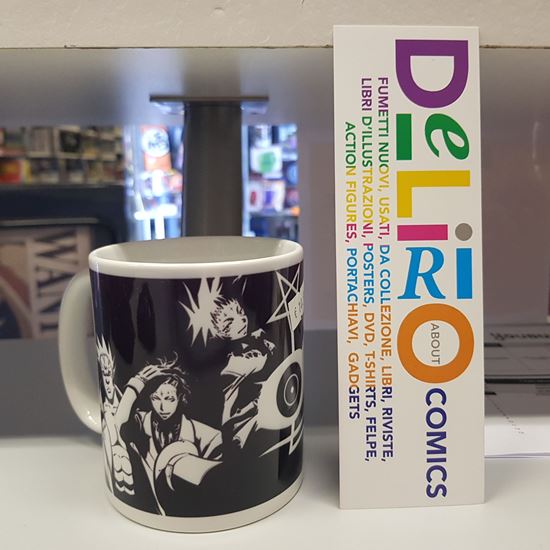 DeLiRiO
ABOUT
COMICS
FUMETTI NUOVI, USATI, DA COLLEZIONE, LIBRI, RIVISTE,
LIBRI D'ILLUSTRAZIONI, POSTERS, DVD, T-SHIRTS, FELPE,
ACTION FIGURES, PORTACHIAVI, GADGETS
WAN